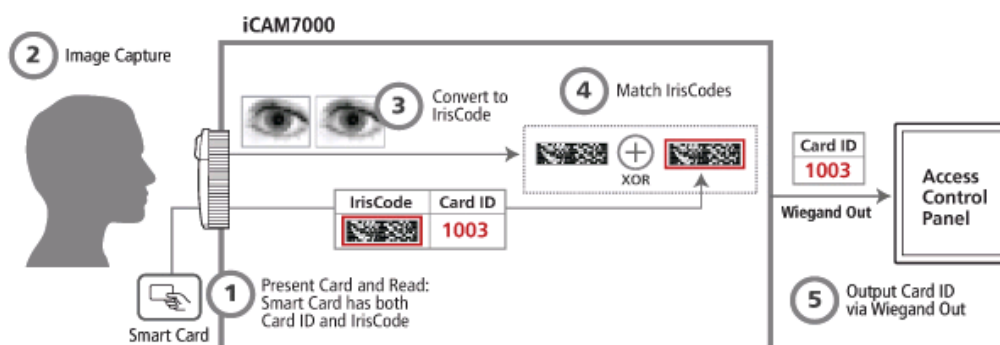 iCAM7000
2
Image Capture
3
Convert to
IrisCode
4
Match IrisCodes
XOR
IrisCode
Card ID
1003
Card ID
1003
Wiegand Out
Access
Control
Panel
1
Present Card and Read:
Smart Card has both
Card ID and IrisCode
Smart Card
5
Output Card ID
via Wiegand Out